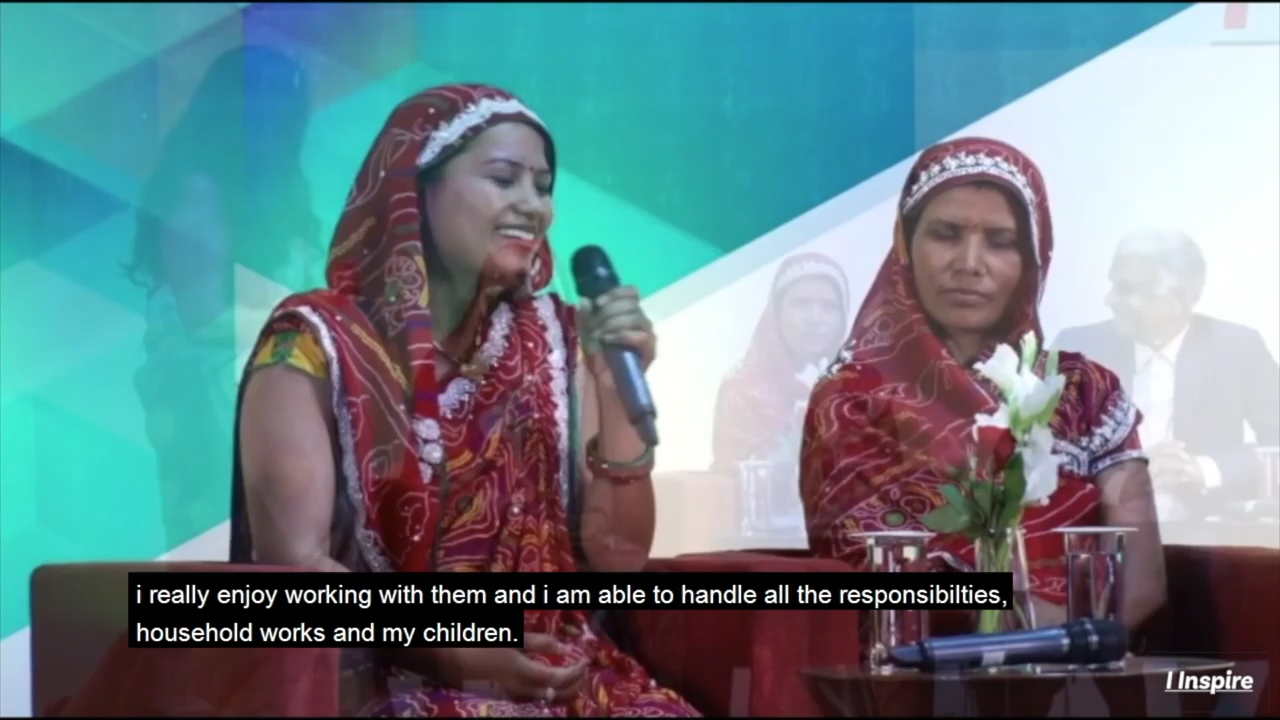 i really enjoy working with them and i am able to handle all the responsibilties,
household works and my children.
I Inspire